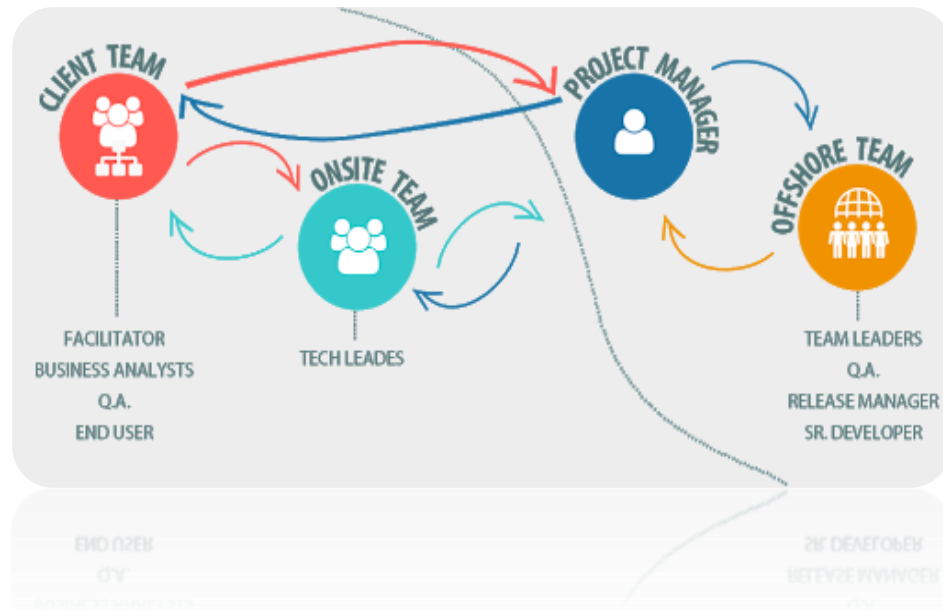 CLIENT TEAM
FACILITATOR
BUSINESS ANALYSTS
Q.A.
END USER
ONSITE TEAM
TECH LEADES
PROJECT MANAGER
OFFSHORE TEAM
TEAM LEADERS
Q.A.
RELEASE MANAGER
SR. DEVELOPER